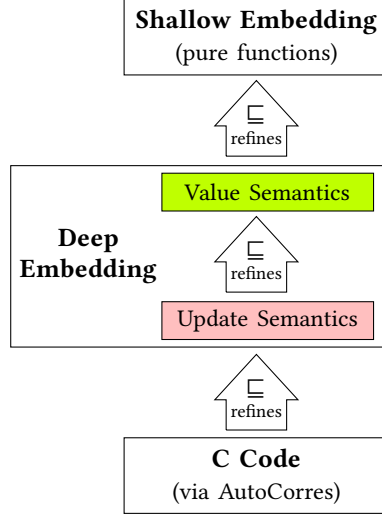 Shallow Embedding
(pure functions)
⊑
refines
Value Semantics
Deep
Embedding
⊑
refines
Update Semantics
⊑
refines
C Code
(via AutoCorres)